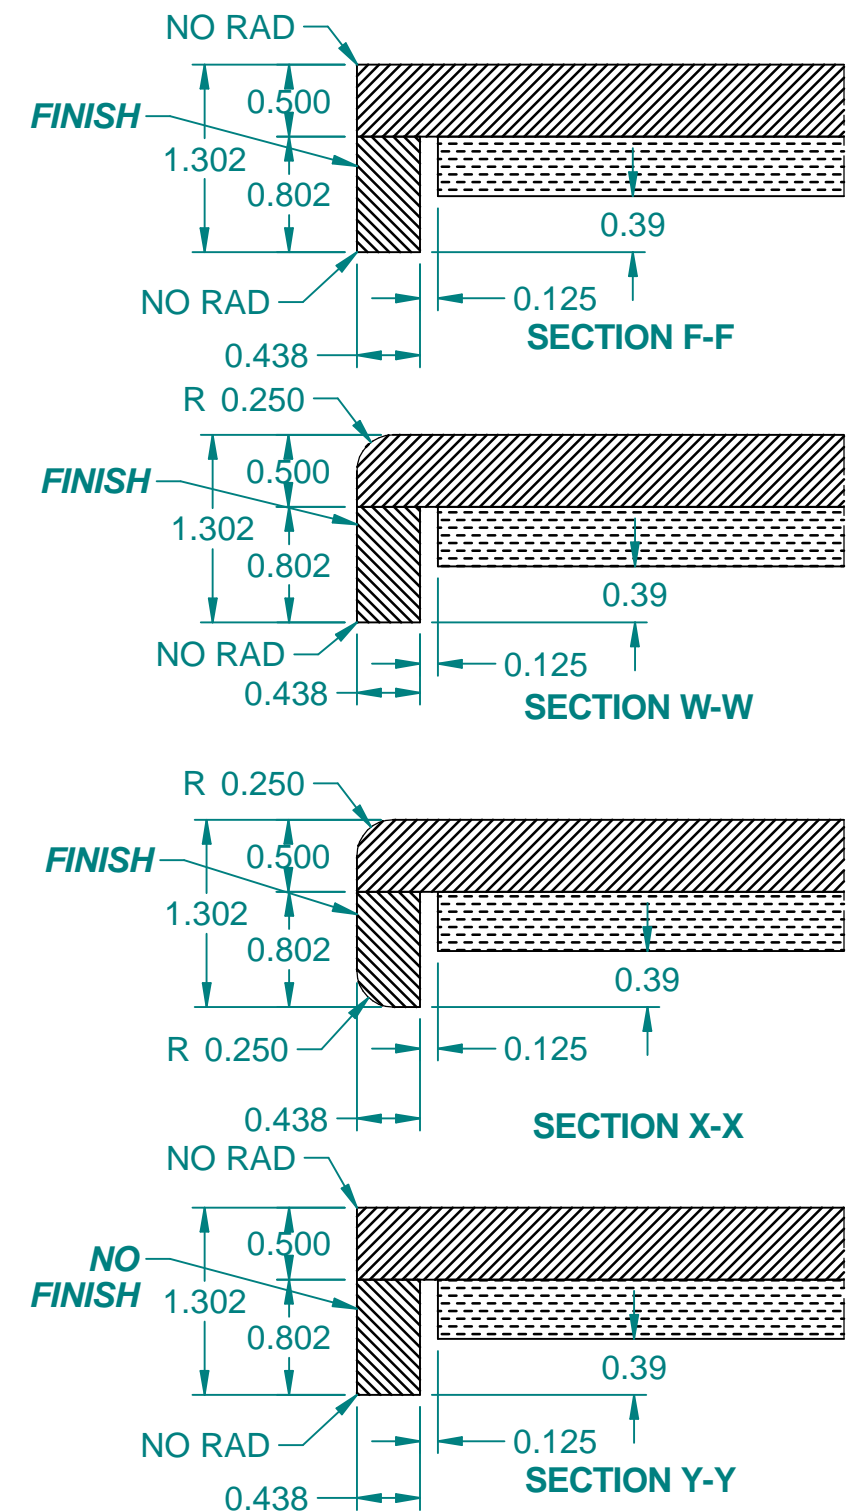 NO RAD
0.500
FINISH
1.302
0.802
0.39
NO RAD
0.125
SECTION F-F
0.438
R 0.250
0.500
FINISH
1.302
0.802
0.39
NO RAD
0.125
0.438
SECTION W-W
R 0.250
0.500
FINISH
1.302
0.802
0.39
R 0.250
0.125
0.438
SECTION X-X
NO RAD
0.500
NO
FINISH
1.302
0.802
0.39
NO RAD
0.125
SECTION Y-Y
0.438